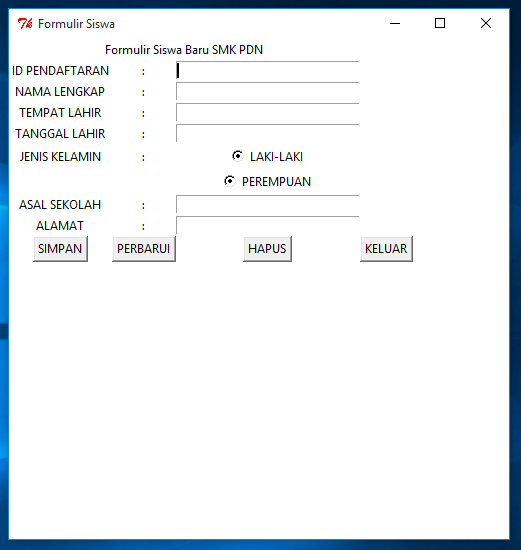 Formulir Siswa
Formulir Siswa Baru SMK PDN
ID PENDAFTARAN :
NAMA LENGKAP :
TEMPAT LAHIR :
TANGGAL LAHIR :
JENIS KELAMIN : LAKI-LAKI
PEREMPUAN
ASAL SEKOLAH :
ALAMAT :
SIMPAN PERBARUI HAPUS KELUAR